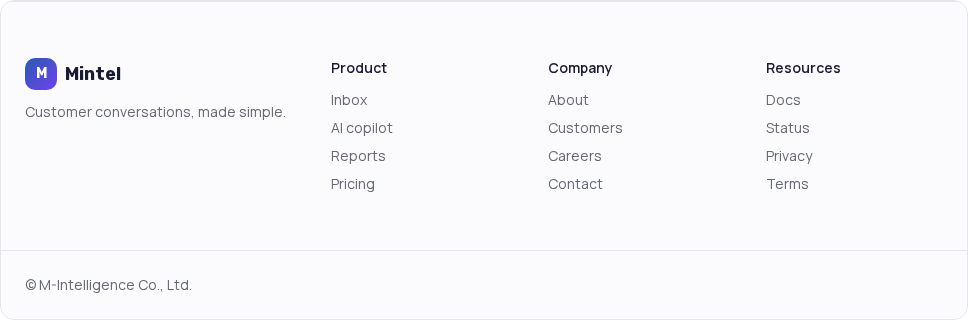 M
Mintel
Customer conversations, made simple.
Product
Inbox
AI copilot
Reports
Pricing
Company
About
Customers
Careers
Contact
Resources
Docs
Status
Privacy
Terms
© M-Intelligence Co., Ltd.